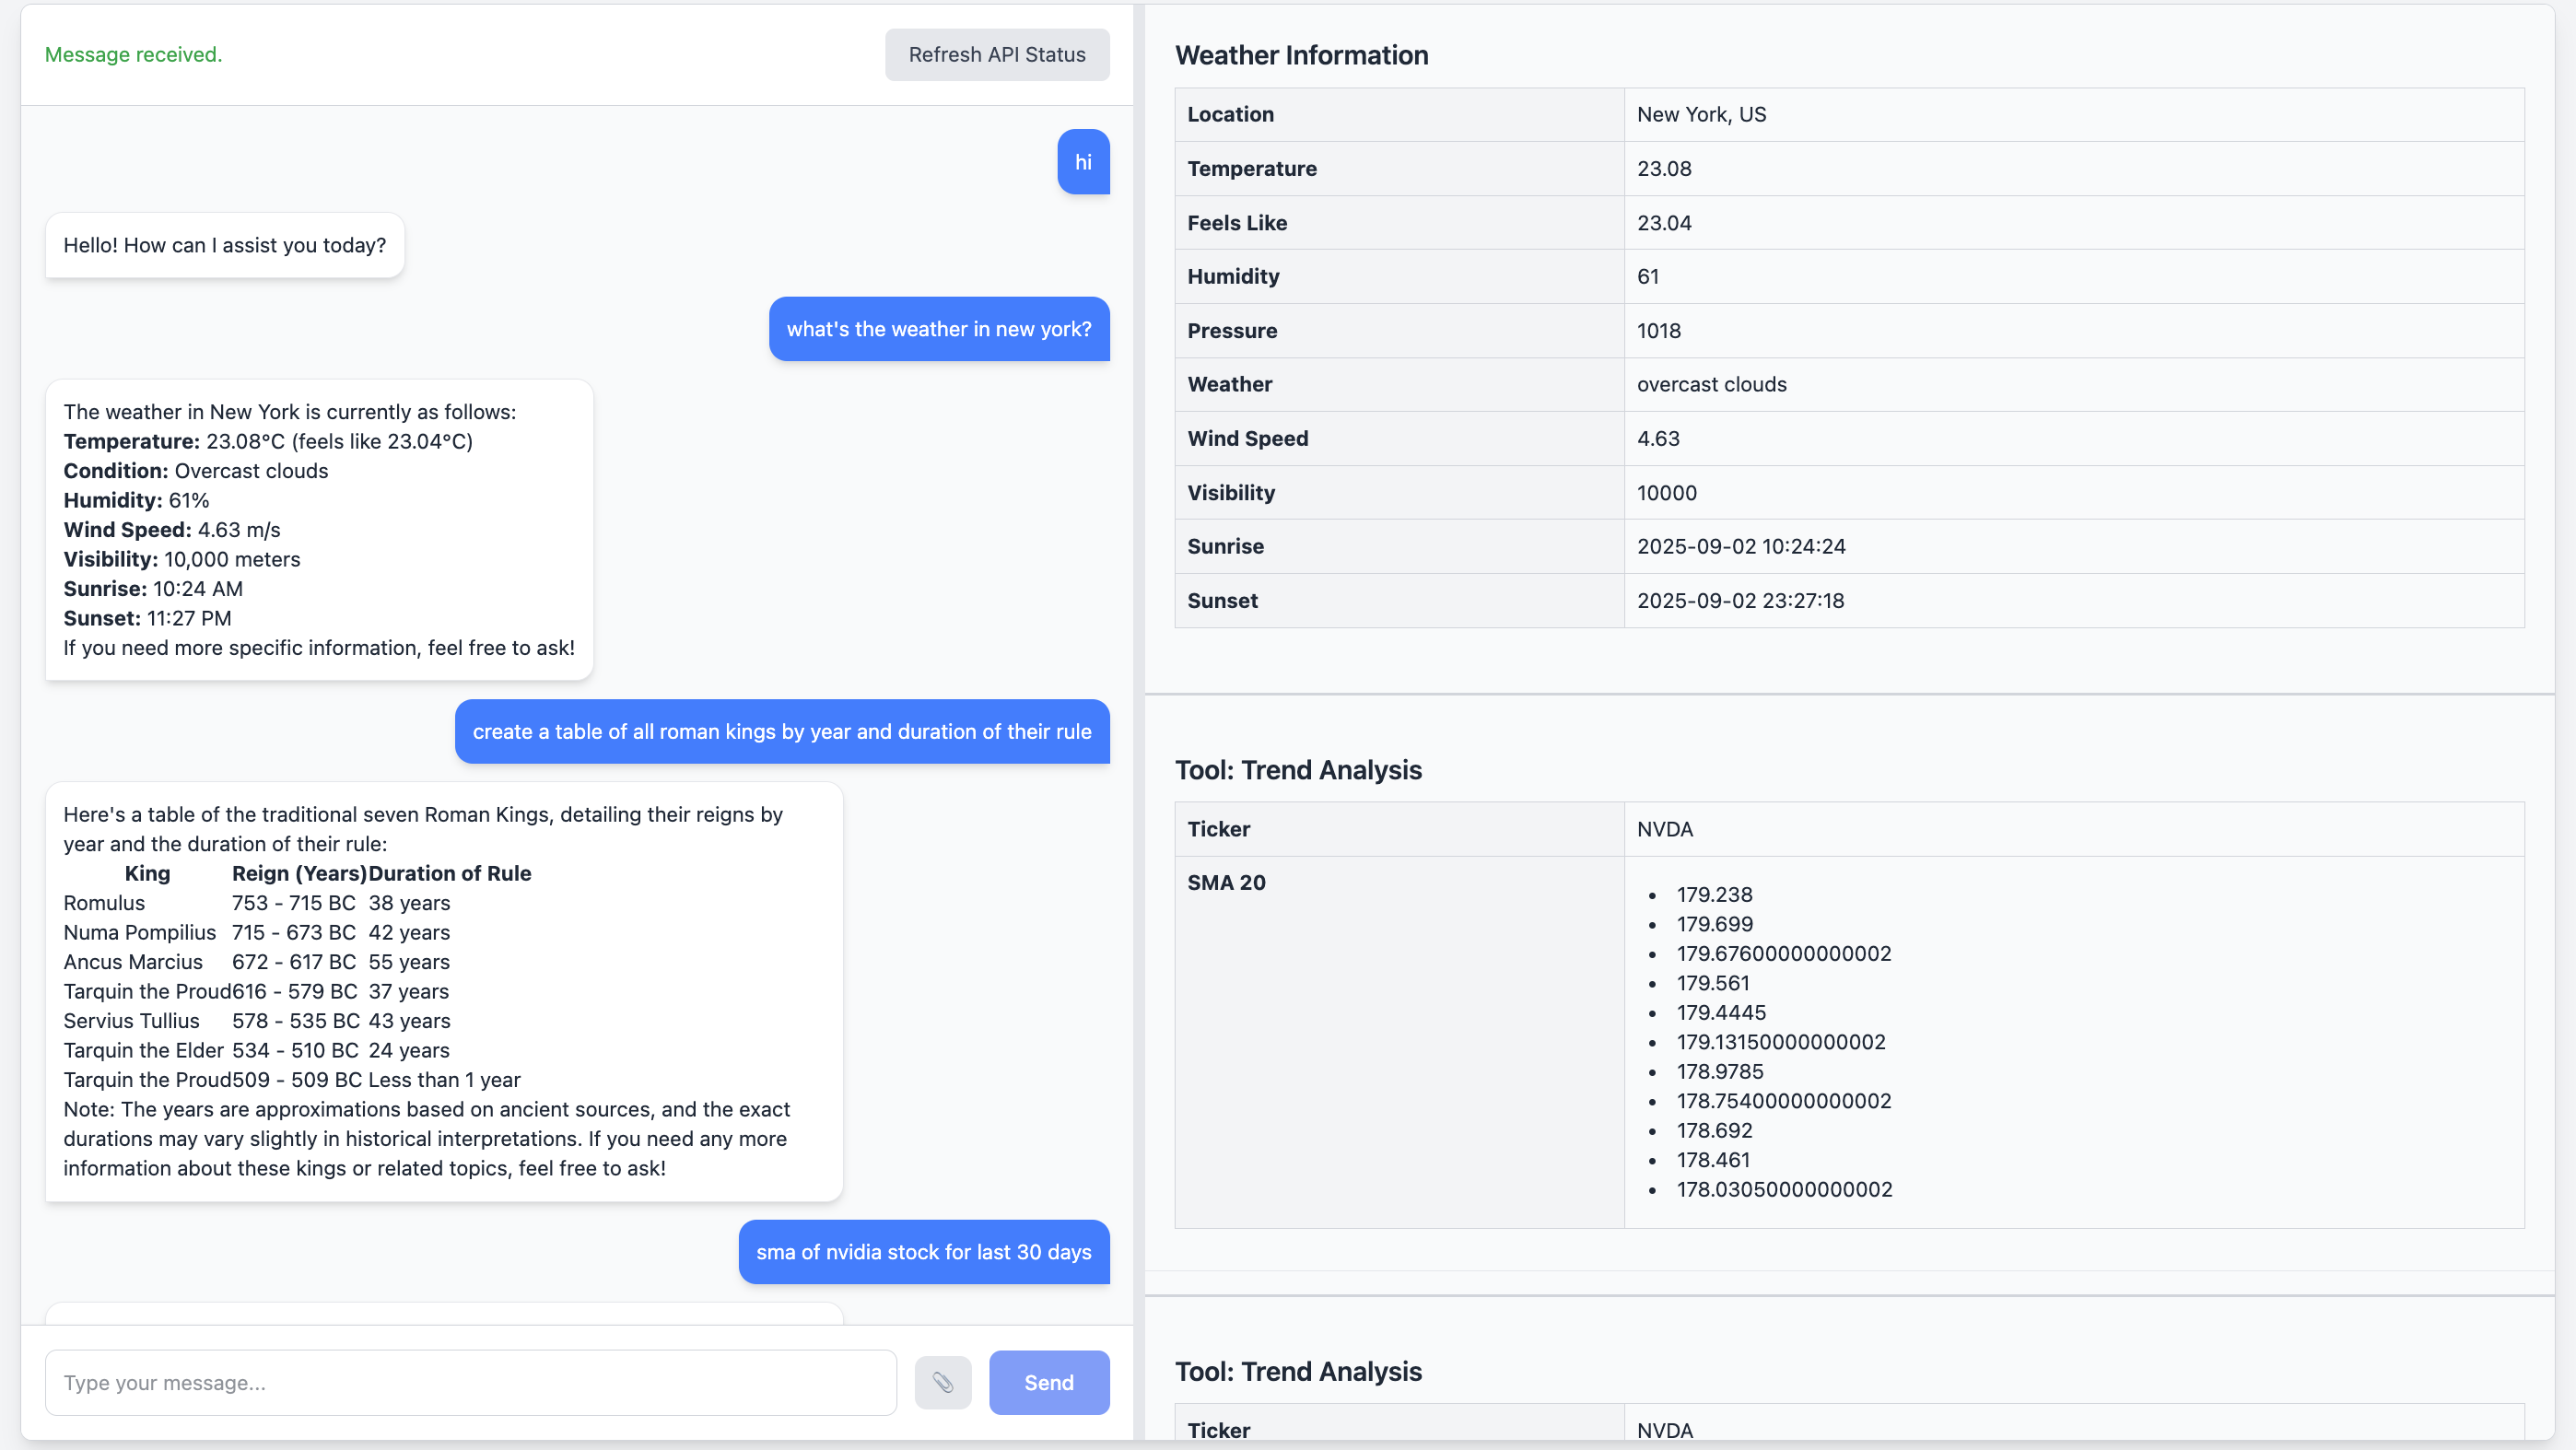 Message received.
Refresh API Status
hi
Hello! How can I assist you today?
what's the weather in new york?
The weather in New York is currently as follows:
Temperature: 23.08°C (feels like 23.04°C)
Condition: Overcast clouds
Humidity: 61%
Wind Speed: 4.63 m/s
Visibility: 10,000 meters
Sunrise: 10:24 AM
Sunset: 11:27 PM
If you need more specific information, feel free to ask!
create a table of all roman kings by year and duration of their rule
Here's a table of the traditional seven Roman Kings, detailing their reigns by
year and the duration of their rule:
King Reign (Years) Duration of Rule
Romulus 753 - 715 BC 38 years
Numa Pompilius 715 - 673 BC 42 years
Ancus Marcius 672 - 617 BC 55 years
Tarquin the Proud 616 - 579 BC 37 years
Servius Tullius 578 - 535 BC 43 years
Tarquin the Elder 534 - 510 BC 24 years
Tarquin the Proud 509 - 509 BC Less than 1 year
Note: The years are approximations based on ancient sources, and the exact
durations may vary slightly in historical interpretations. If you need any more
information about these kings or related topics, feel free to ask!
sma of nvidia stock for last 30 days
Type your message...
Send
Weather Information
Location New York, US
Temperature 23.08
Feels Like 23.04
Humidity 61
Pressure 1018
Weather overcast clouds
Wind Speed 4.63
Visibility 10000
Sunrise 2025-09-02 10:24:24
Sunset 2025-09-02 23:27:18
Tool: Trend Analysis
Ticker NVDA
SMA 20
• 179.238
• 179.699
• 179.67600000000002
• 179.561
• 179.4445
• 179.13150000000002
• 178.9785
• 178.75400000000002
• 178.692
• 178.461
• 178.03050000000002
Tool: Trend Analysis
Ticker NVDA